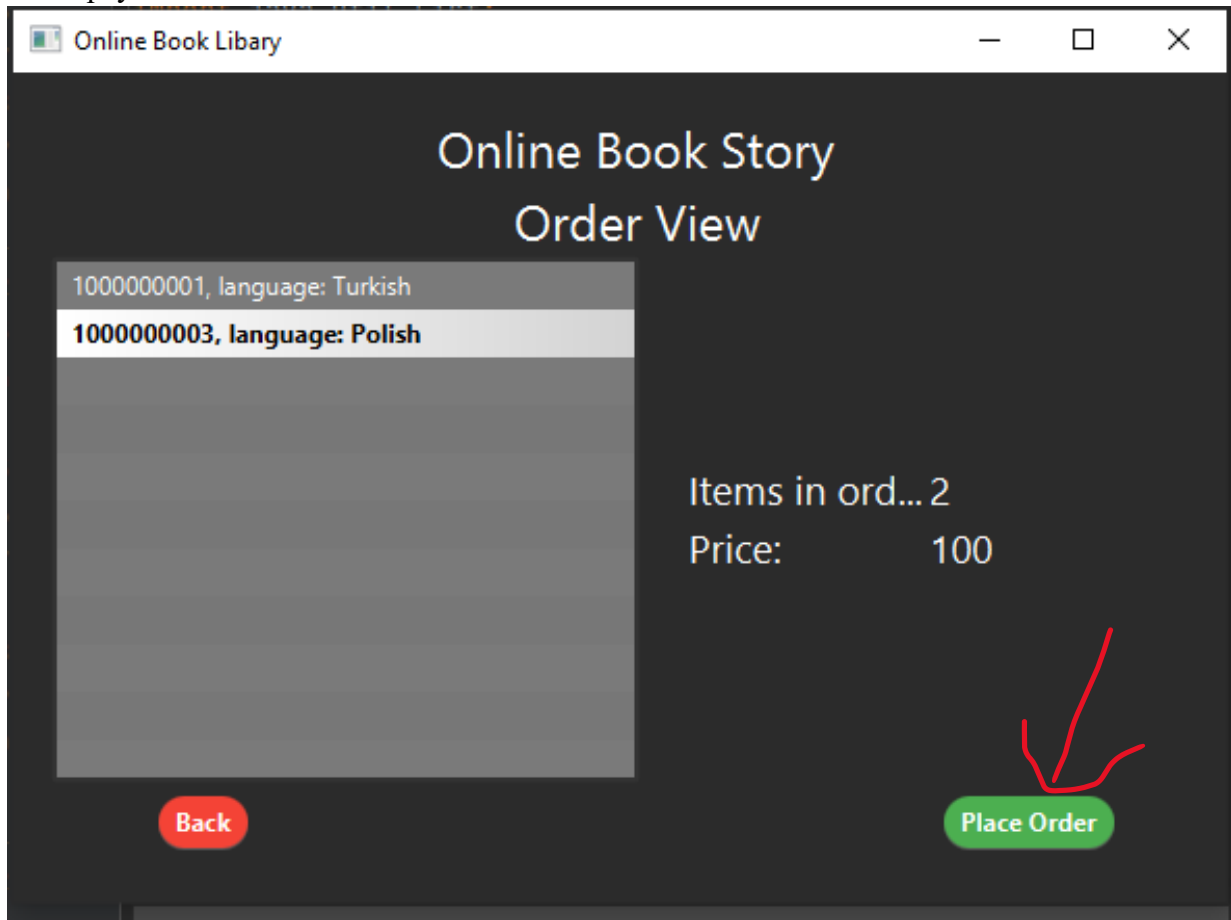 Online Book Libary
Online Book Story
Order View
1000000001, language: Turkish
1000000003, language: Polish
Items in ord... 2
Price: 100
Back
Place Order